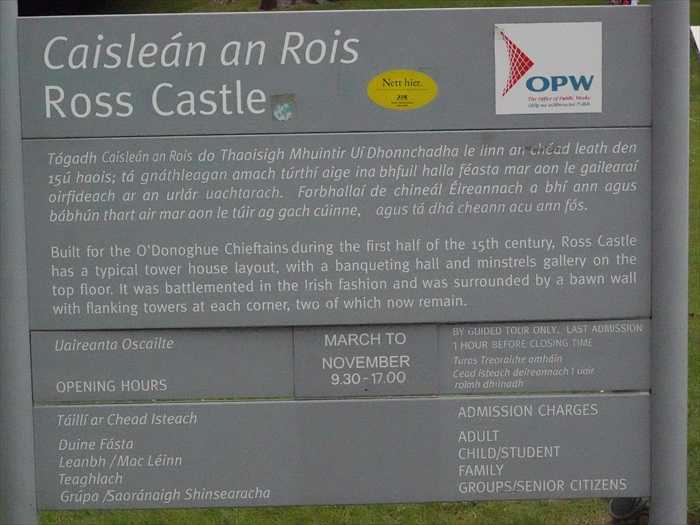 Caisleán an Rois
Ross Castle
Nett hier.
OPW
The Office of Public Works
Oifig na nOibreacha Poiblí
Tógadh Caisleán an Rois do Thaoisigh Mhuintir Uí Dhonnchadha le linn an chéad leath den
15ú haois; tá gnáthleagan amach túrthí aige ina bhfuil halla féasta mar aon le gailearaí
oirfideach ar an urlár uachtarach. Forbhallaí de chineál Éireannach a bhí ann agus
bábhún thart air mar aon le túir ag gach cúinne, agus tá dhá cheann acu ann fós.
Built for the O'Donoghue Chieftains during the first half of the 15th century, Ross Castle
has a typical tower house layout, with a banqueting hall and minstrels gallery on the
top floor. It was battlemented in the Irish fashion and was surrounded by a bawn wall
with flanking towers at each corner, two of which now remain.
Uaireanta Oscailte
OPENING HOURS
MARCH TO
NOVEMBER
9.30-17.00
BY GUIDED TOUR ONLY. LAST ADMISSION
1 HOUR BEFORE CLOSING TIME
Turas Treoraithe amháin
Cead isteach deireannach 1 uair
roimh dhúnadh
Táillí ar Chead Isteach
Duine Fásta
Leanbh / Mac Léinn
Teaghlach
Grúpa /Saoránaigh Shinsearacha
ADMISSION CHARGES
ADULT
CHILD/STUDENT
FAMILY
GROUPS/SENIOR CITIZENS